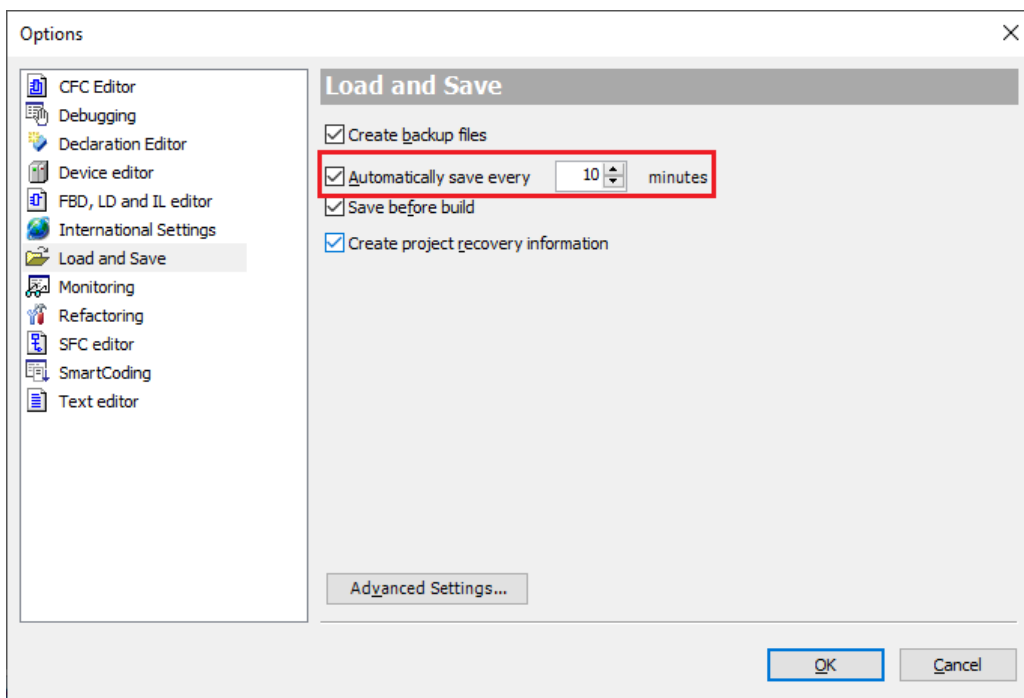 Options
CFC Editor
Debugging
Declaration Editor
Device editor
FBD, LD and IL editor
International Settings
Load and Save
Monitoring
Refactoring
SFC editor
SmartCoding
Text editor
Load and Save
Create backup files
Automatically save every 10 minutes
Save before build
Create project recovery information
Advanced Settings...
OK Cancel